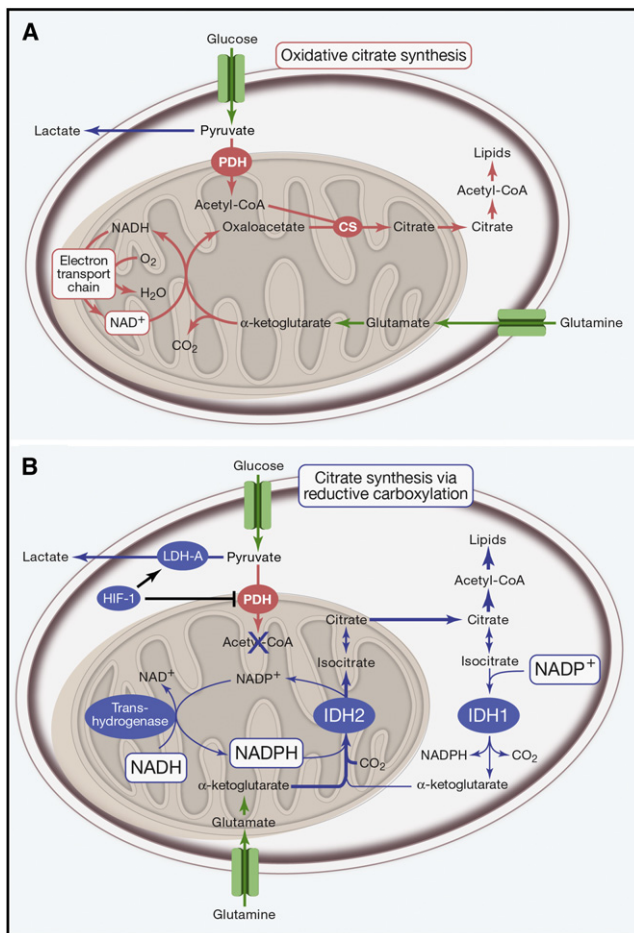 A
Glucose
Oxidative citrate synthesis
Lactate
Pyruvate
PDH
Lipids
Acetyl-CoA
Acetyl-CoA
NADH
Oxaloacetate
CS
Citrate
Citrate
Electron
transport
chain
O2
H2O
NAD+
CO2
α-ketoglutarate
Glutamate
Glutamine
B
Glucose
Citrate synthesis via
reductive carboxylation
Lactate
LDH-A
Pyruvate
Lipids
HIF-1
PDH
Acetyl-CoA
Acetyl-CoA
Citrate
Citrate
Isocitrate
Isocitrate
NADP+
NAD+
NADP+
Trans-
hydrogenase
IDH2
IDH1
NADH
NADPH
CO2
NADPH
CO2
α-ketoglutarate
α-ketoglutarate
Glutamate
Glutamine